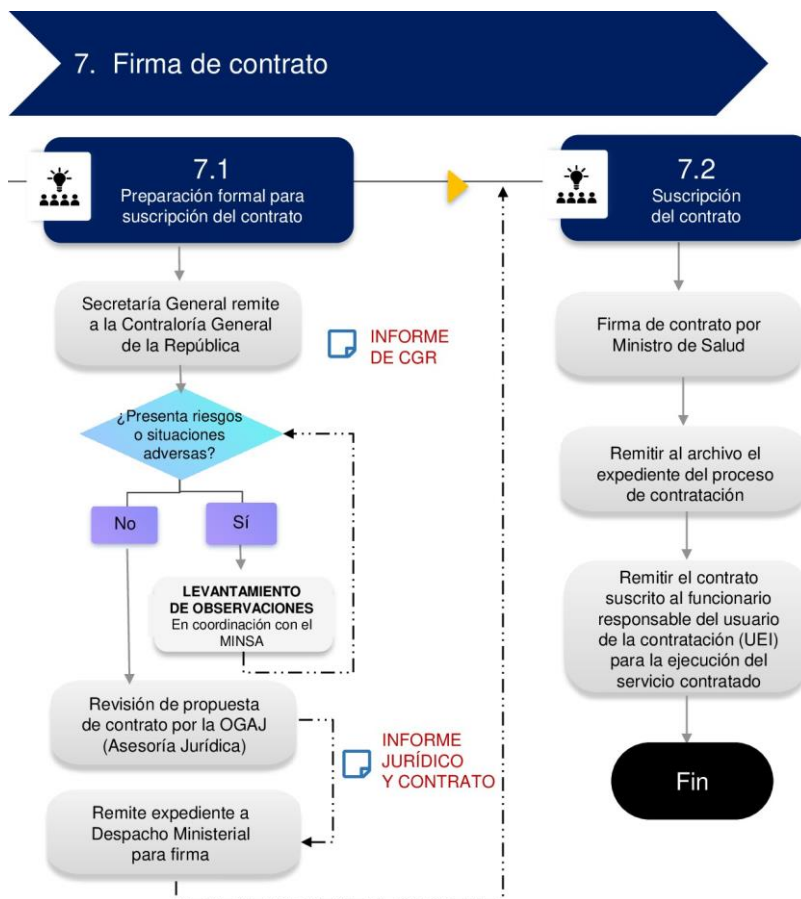 7. Firma de contrato
7.1
Preparación formal para
suscripción del contrato
Secretaría General remite
a la Contraloría General
de la República
INFORME
DE CGR
¿Presenta riesgos
o situaciones
adversas?
No
Sí
LEVANTAMIENTO
DE OBSERVACIONES
En coordinación con el
MINSA
Revisión de propuesta
de contrato por la OGAJ
(Asesoría Jurídica)
INFORME
JURÍDICO
Y CONTRATO
Remite expediente a
Despacho Ministerial
para firma
7.2
Suscripción
del contrato
Firma de contrato por
Ministro de Salud
Remitir al archivo el
expediente del proceso
de contratación
Remitir el contrato
suscrito al funcionario
responsable del usuario
de la contratación (UEI)
para la ejecución del
servicio contratado
Fin